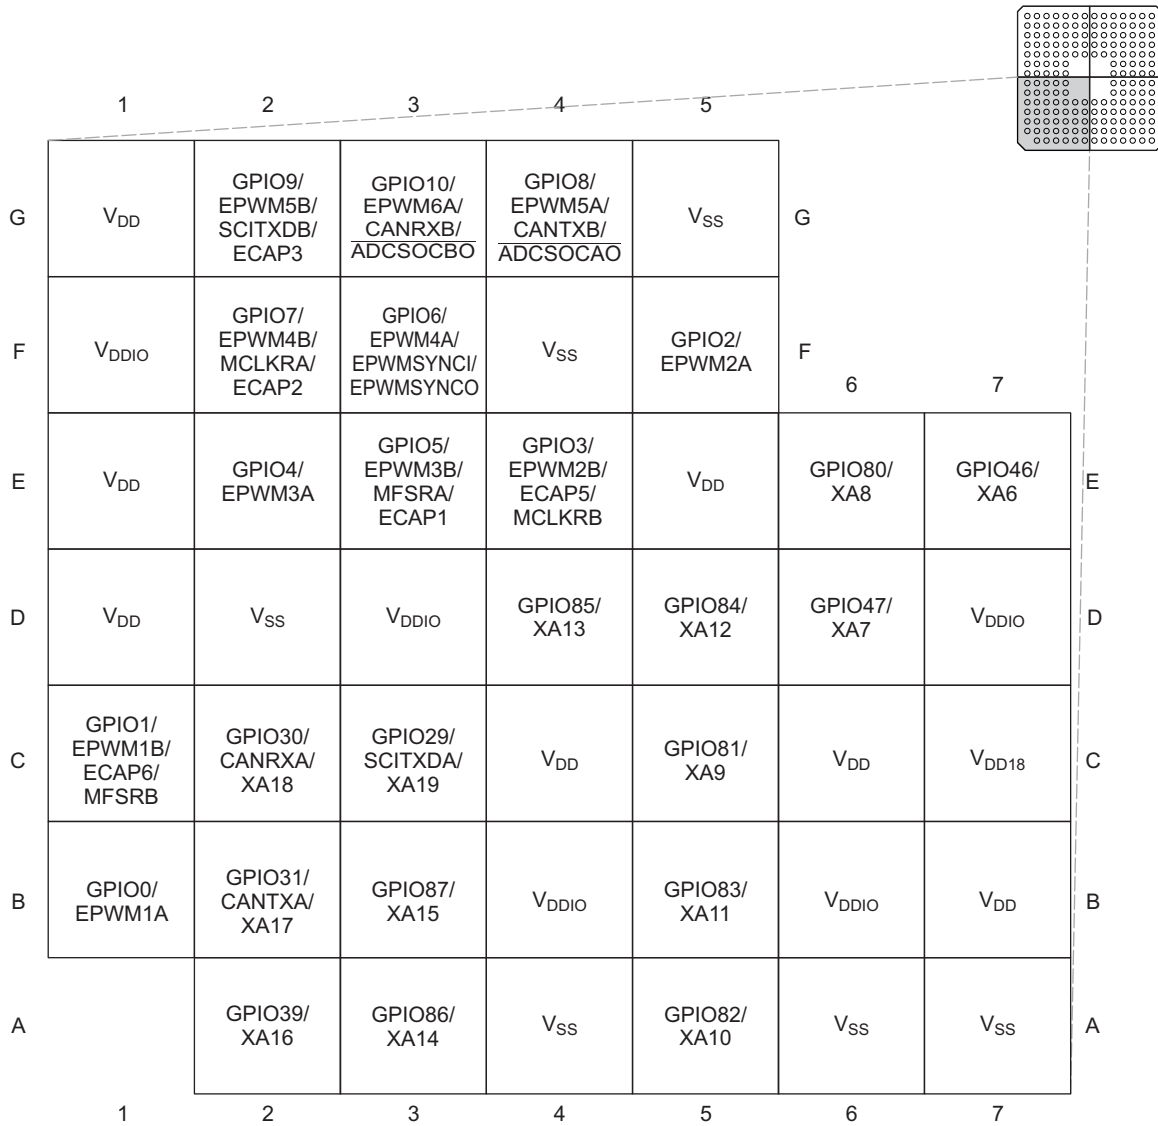 1 2 3 4 5
G
V_DD
GPIO9/
EPWM5B/
SCITXDB/
ECAP3
GPIO10/
EPWM6A/
CANRXB/
ADCSOCBO
GPIO8/
EPWM5A/
CANTXB/
ADCSOCAO
V_SS
G
F
V_DDIO
GPIO7/
EPWM4B/
MCLKRA/
ECAP2
GPIO6/
EPWM4A/
EPWMSYNCI/
EPWMSYNCO
V_SS
GPIO2/
EPWM2A
F
6 7
E
V_DD
GPIO4/
EPWM3A
GPIO5/
EPWM3B/
MFSRA/
ECAP1
GPIO3/
EPWM2B/
ECAP5/
MCLKRB
V_DD
GPIO80/
XA8
GPIO46/
XA6
E
D
V_DD
V_SS
V_DDIO
GPIO85/
XA13
GPIO84/
XA12
GPIO47/
XA7
V_DDIO
D
C
GPIO1/
EPWM1B/
ECAP6/
MFSRB
GPIO30/
CANRXA/
XA18
GPIO29/
SCITXDA/
XA19
V_DD
GPIO81/
XA9
V_DD
V_DD18
C
B
GPIO0/
EPWM1A
GPIO31/
CANTXA/
XA17
GPIO87/
XA15
V_DDIO
GPIO83/
XA11
V_DDIO
V_DD
B
A
GPIO39/
XA16
GPIO86/
XA14
V_SS
GPIO82/
XA10
V_SS
V_SS
A
1 2 3 4 5 6 7